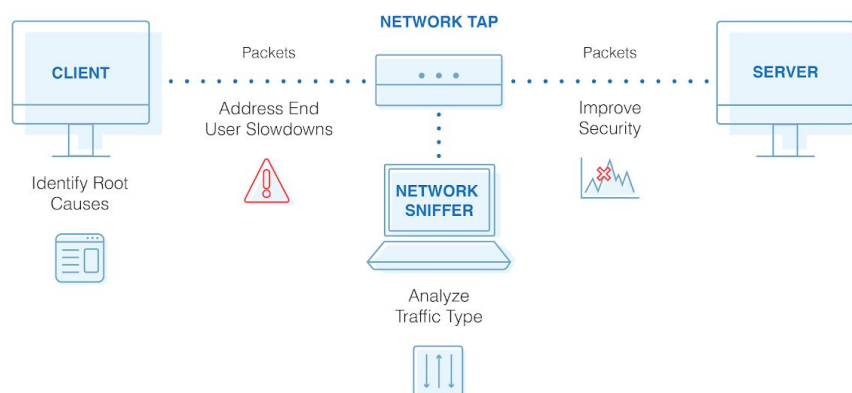 NETWORK TAP
CLIENT
Packets
Packets
SERVER
Address End
User Slowdowns
Improve
Security
Identify Root
Causes
NETWORK
SNIFFER
Analyze
Traffic Type